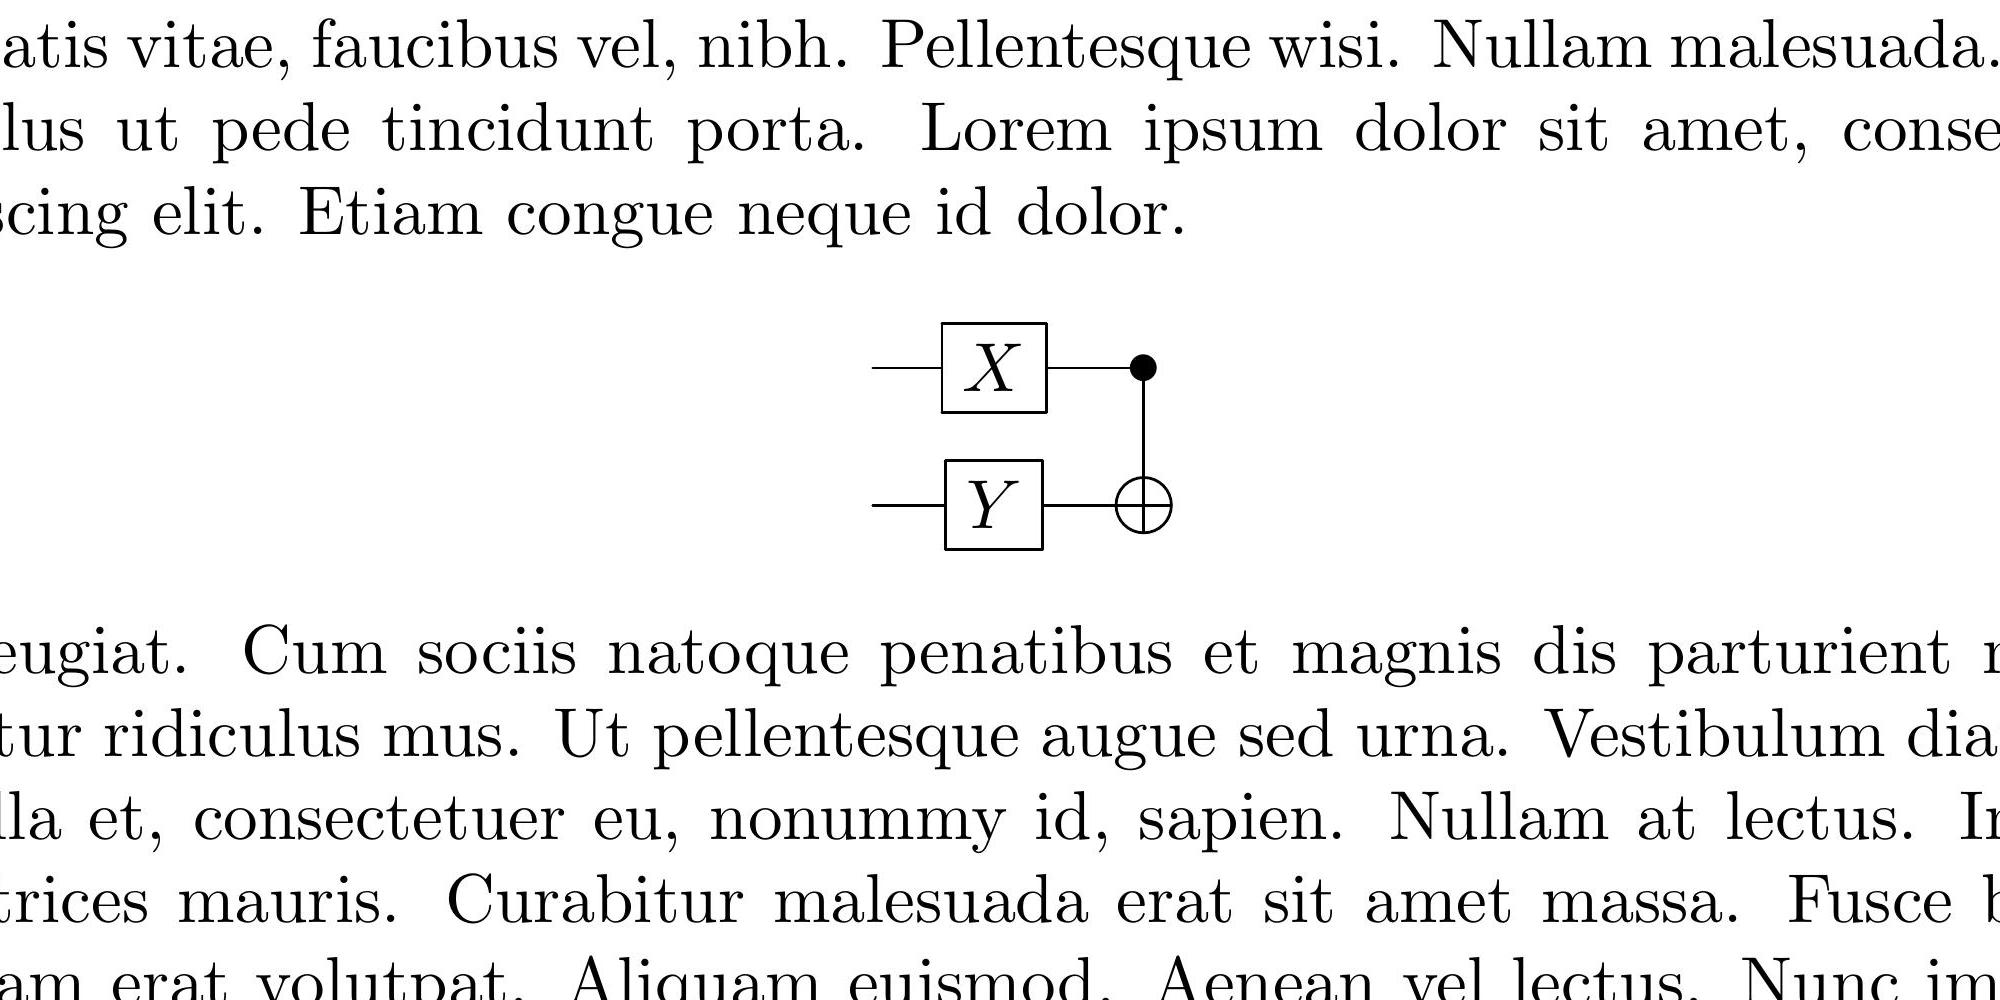 atis vitae, faucibus vel, nibh. Pellentesque wisi. Nullam malesuada.
lus ut pede tincidunt porta. Lorem ipsum dolor sit amet, conse
scing elit. Etiam congue neque id dolor.
X
Y
eugiat. Cum sociis natoque penatibus et magnis dis parturient
tur ridiculus mus. Ut pellentesque augue sed urna. Vestibulum dia
lla et, consectetuer eu, nonummy id, sapien. Nullam at lectus. In
trices mauris. Curabitur malesuada erat sit amet massa. Fusce
am erat volutpat. Aliquam euismod. Aenean vel lectus. Nunc im